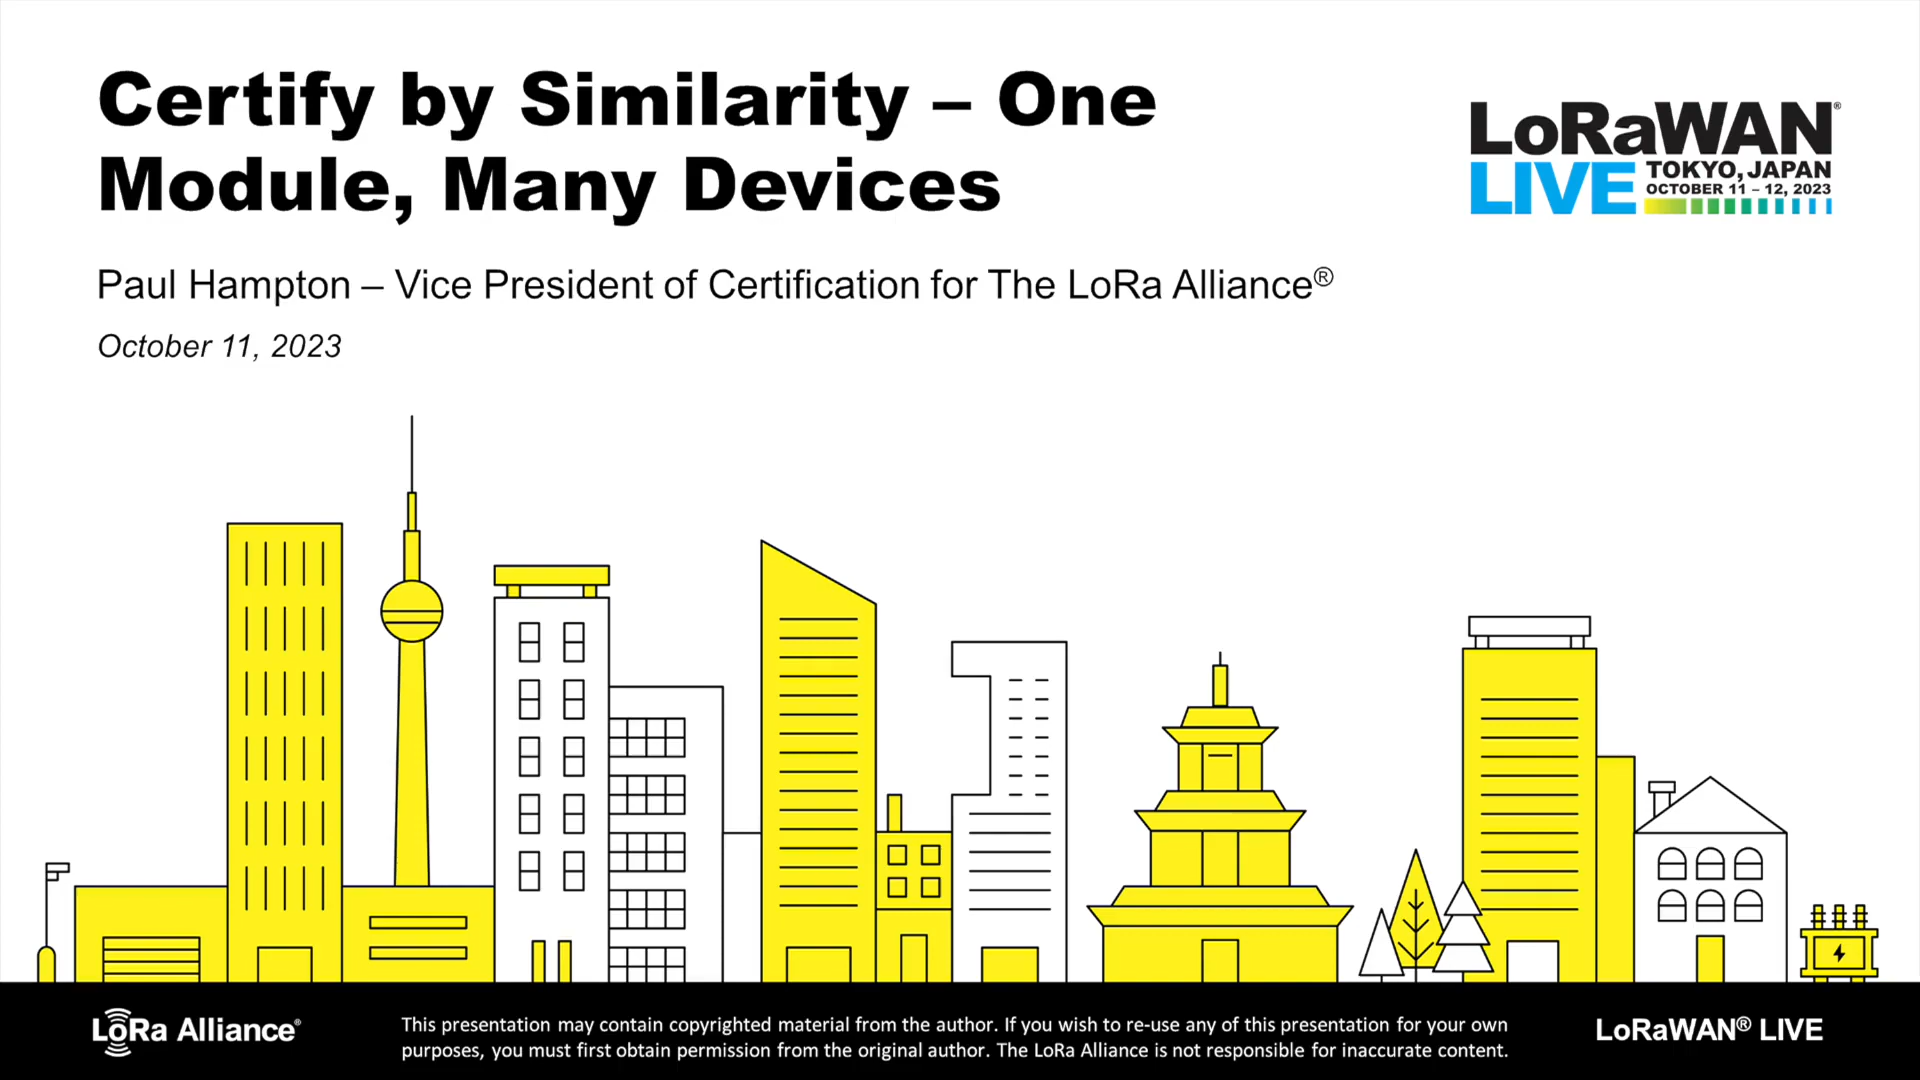 Certify by Similarity – One
Module, Many Devices
LoRaWAN®
LIVE TOKYO, JAPAN
OCTOBER 11 – 12, 2023
Paul Hampton – Vice President of Certification for The LoRa Alliance®
October 11, 2023
LoRa Alliance®
This presentation may contain copyrighted material from the author. If you wish to re-use any of this presentation for your own
purposes, you must first obtain permission from the original author. The LoRa Alliance is not responsible for inaccurate content.
LoRaWAN® LIVE